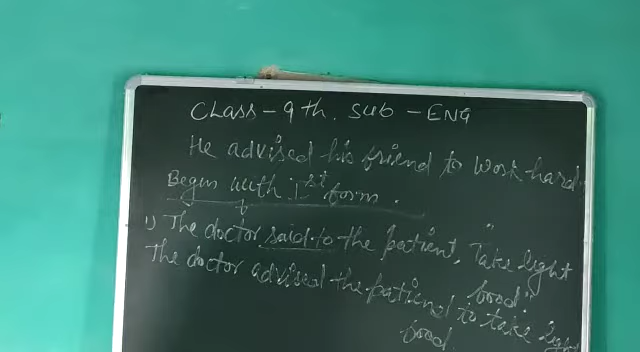 Class - 9th. Sub - ENG
He advised his friend to work hard.
Begin with Ist form.
1) The doctor said to the patient, "Take light food."
The doctor advised the patient to take light food